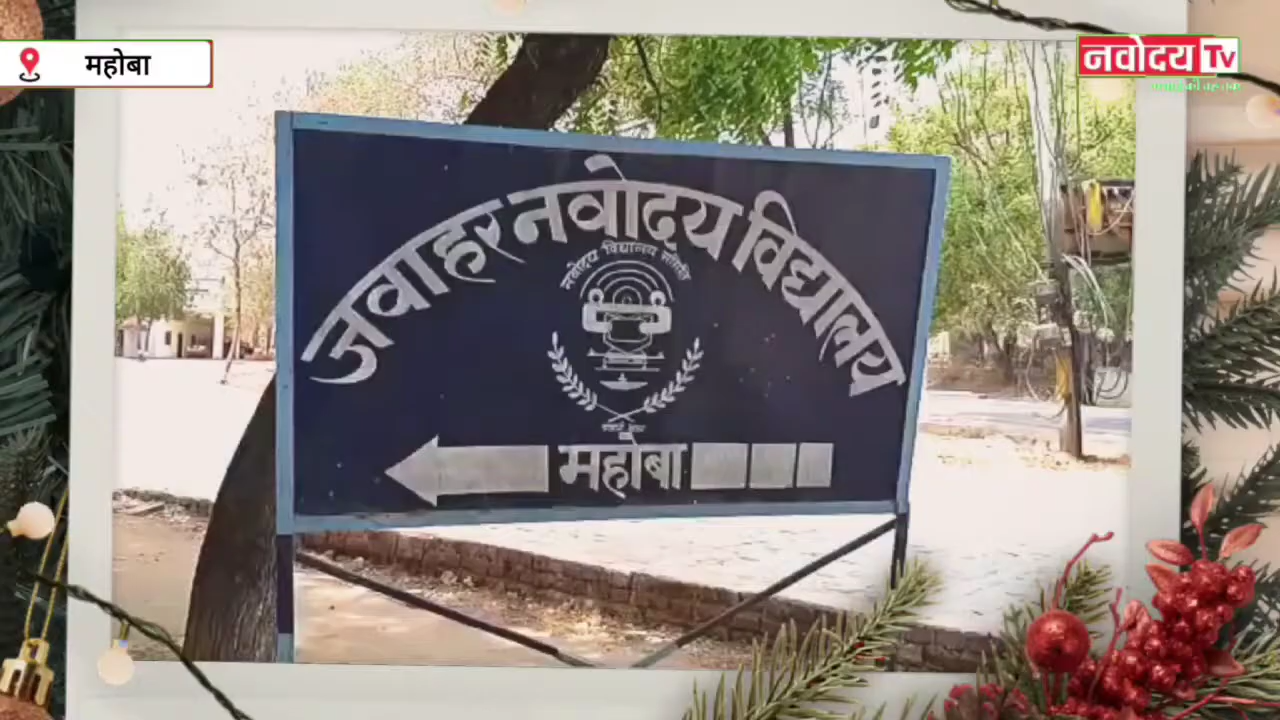 महोबा
नवोदय TV
जवाहर नवोदय विद्यालय
नवोदय विद्यालय समिति
महोबा